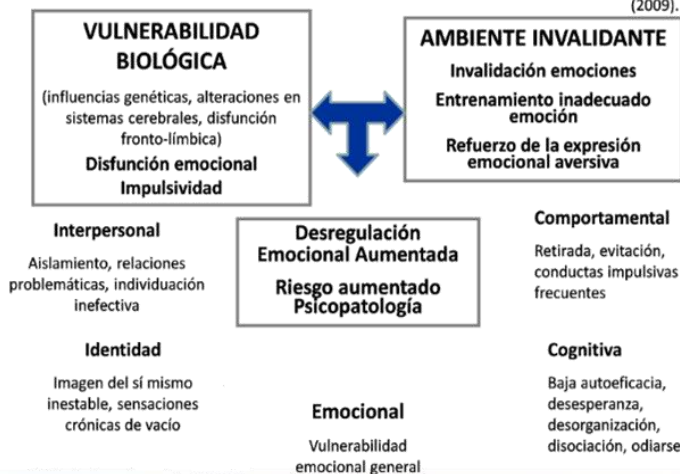 (2009).
VULNERABILIDAD
BIOLÓGICA
(influencias genéticas, alteraciones en
sistemas cerebrales, disfunción
fronto-límbica)
Disfunción emocional
Impulsividad
AMBIENTE INVALIDANTE
Invalidación emociones
Entrenamiento inadecuado
emoción
Refuerzo de la expresión
emocional aversiva
Interpersonal
Aislamiento, relaciones
problemáticas, individuación
inefectiva
Desregulación
Emocional Aumentada
Riesgo aumentado
Psicopatología
Comportamental
Retirada, evitación,
conductas impulsivas
frecuentes
Identidad
Imagen del sí mismo
inestable, sensaciones
crónicas de vacío
Emocional
Vulnerabilidad
emocional general
Cognitiva
Baja autoeficacia,
desesperanza,
desorganización,
disociación, odiarse